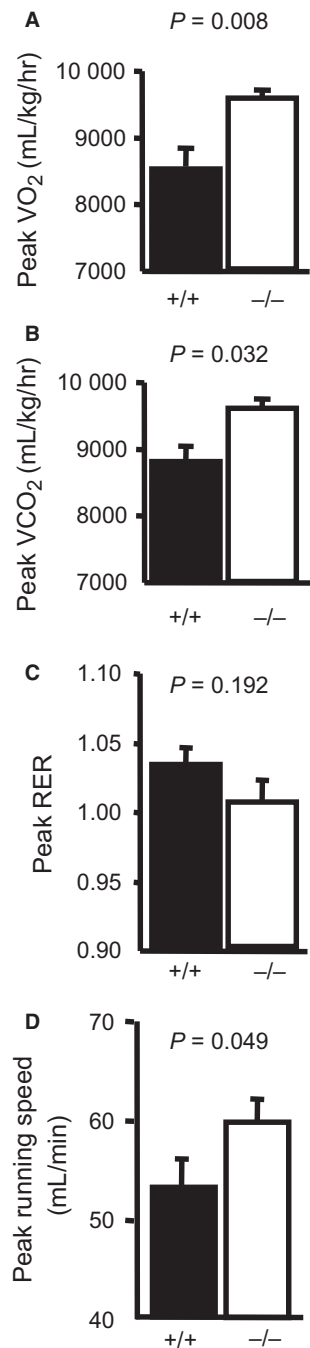 A
P = 0.008
Peak VO₂ (mL/kg/hr)
10 000
9000
8000
7000
+/+ –/–
B
P = 0.032
Peak VCO₂ (mL/kg/hr)
10 000
9000
8000
7000
+/+ –/–
C
P = 0.192
Peak RER
1.10
1.05
1.00
0.95
0.90
+/+ –/–
D
P = 0.049
Peak running speed
(mL/min)
70
60
50
40
+/+ –/–